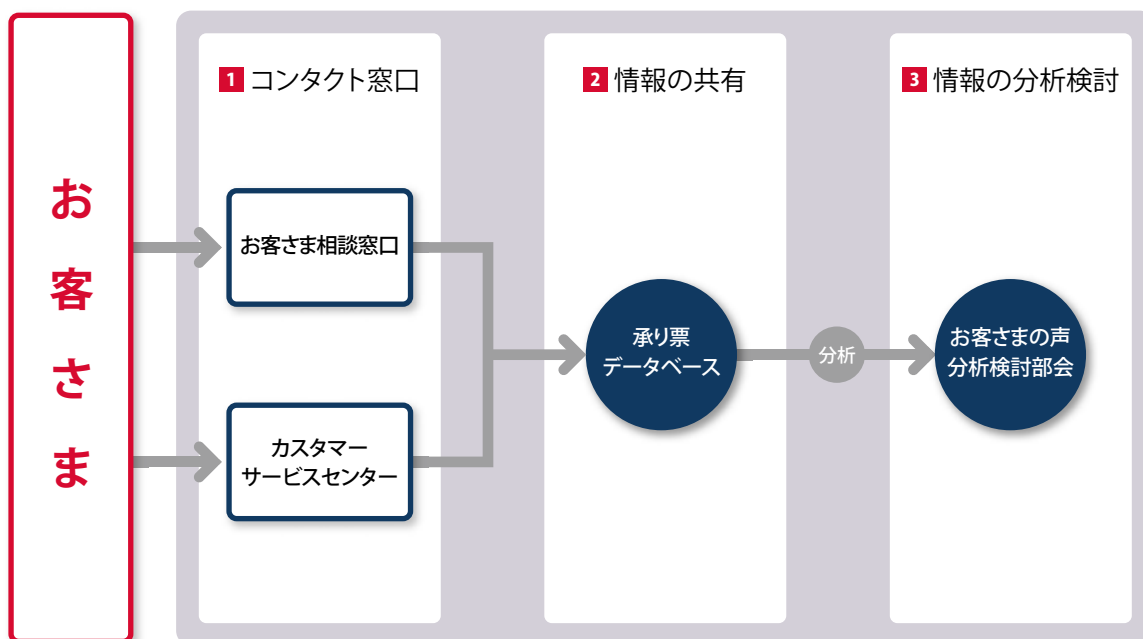 お客さま
1 コンタクト窓口
お客さま相談窓口
カスタマー
サービスセンター
2 情報の共有
承り票
データベース
分析
3 情報の分析検討
お客さまの声
分析検討部会